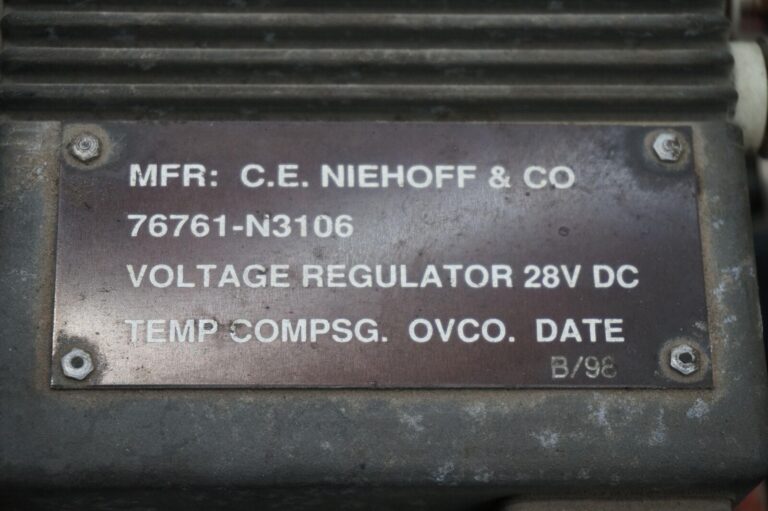 MFR: C.E. NIEHOFF & CO
76761-N3106
VOLTAGE REGULATOR 28V DC
TEMP COMPSG. OVCO. DATE
B/98